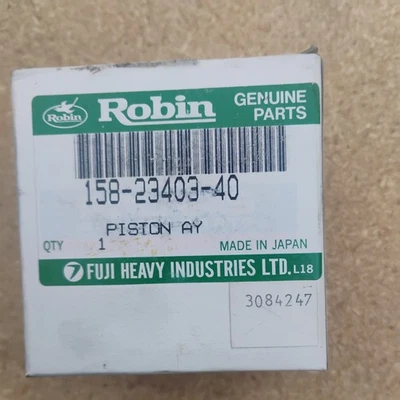 Robin
Robin
GENUINE
PARTS
158-23403-40
PISTON AY
QTY 1 MADE IN JAPAN
7 FUJI HEAVY INDUSTRIES LTD. L18
3084247